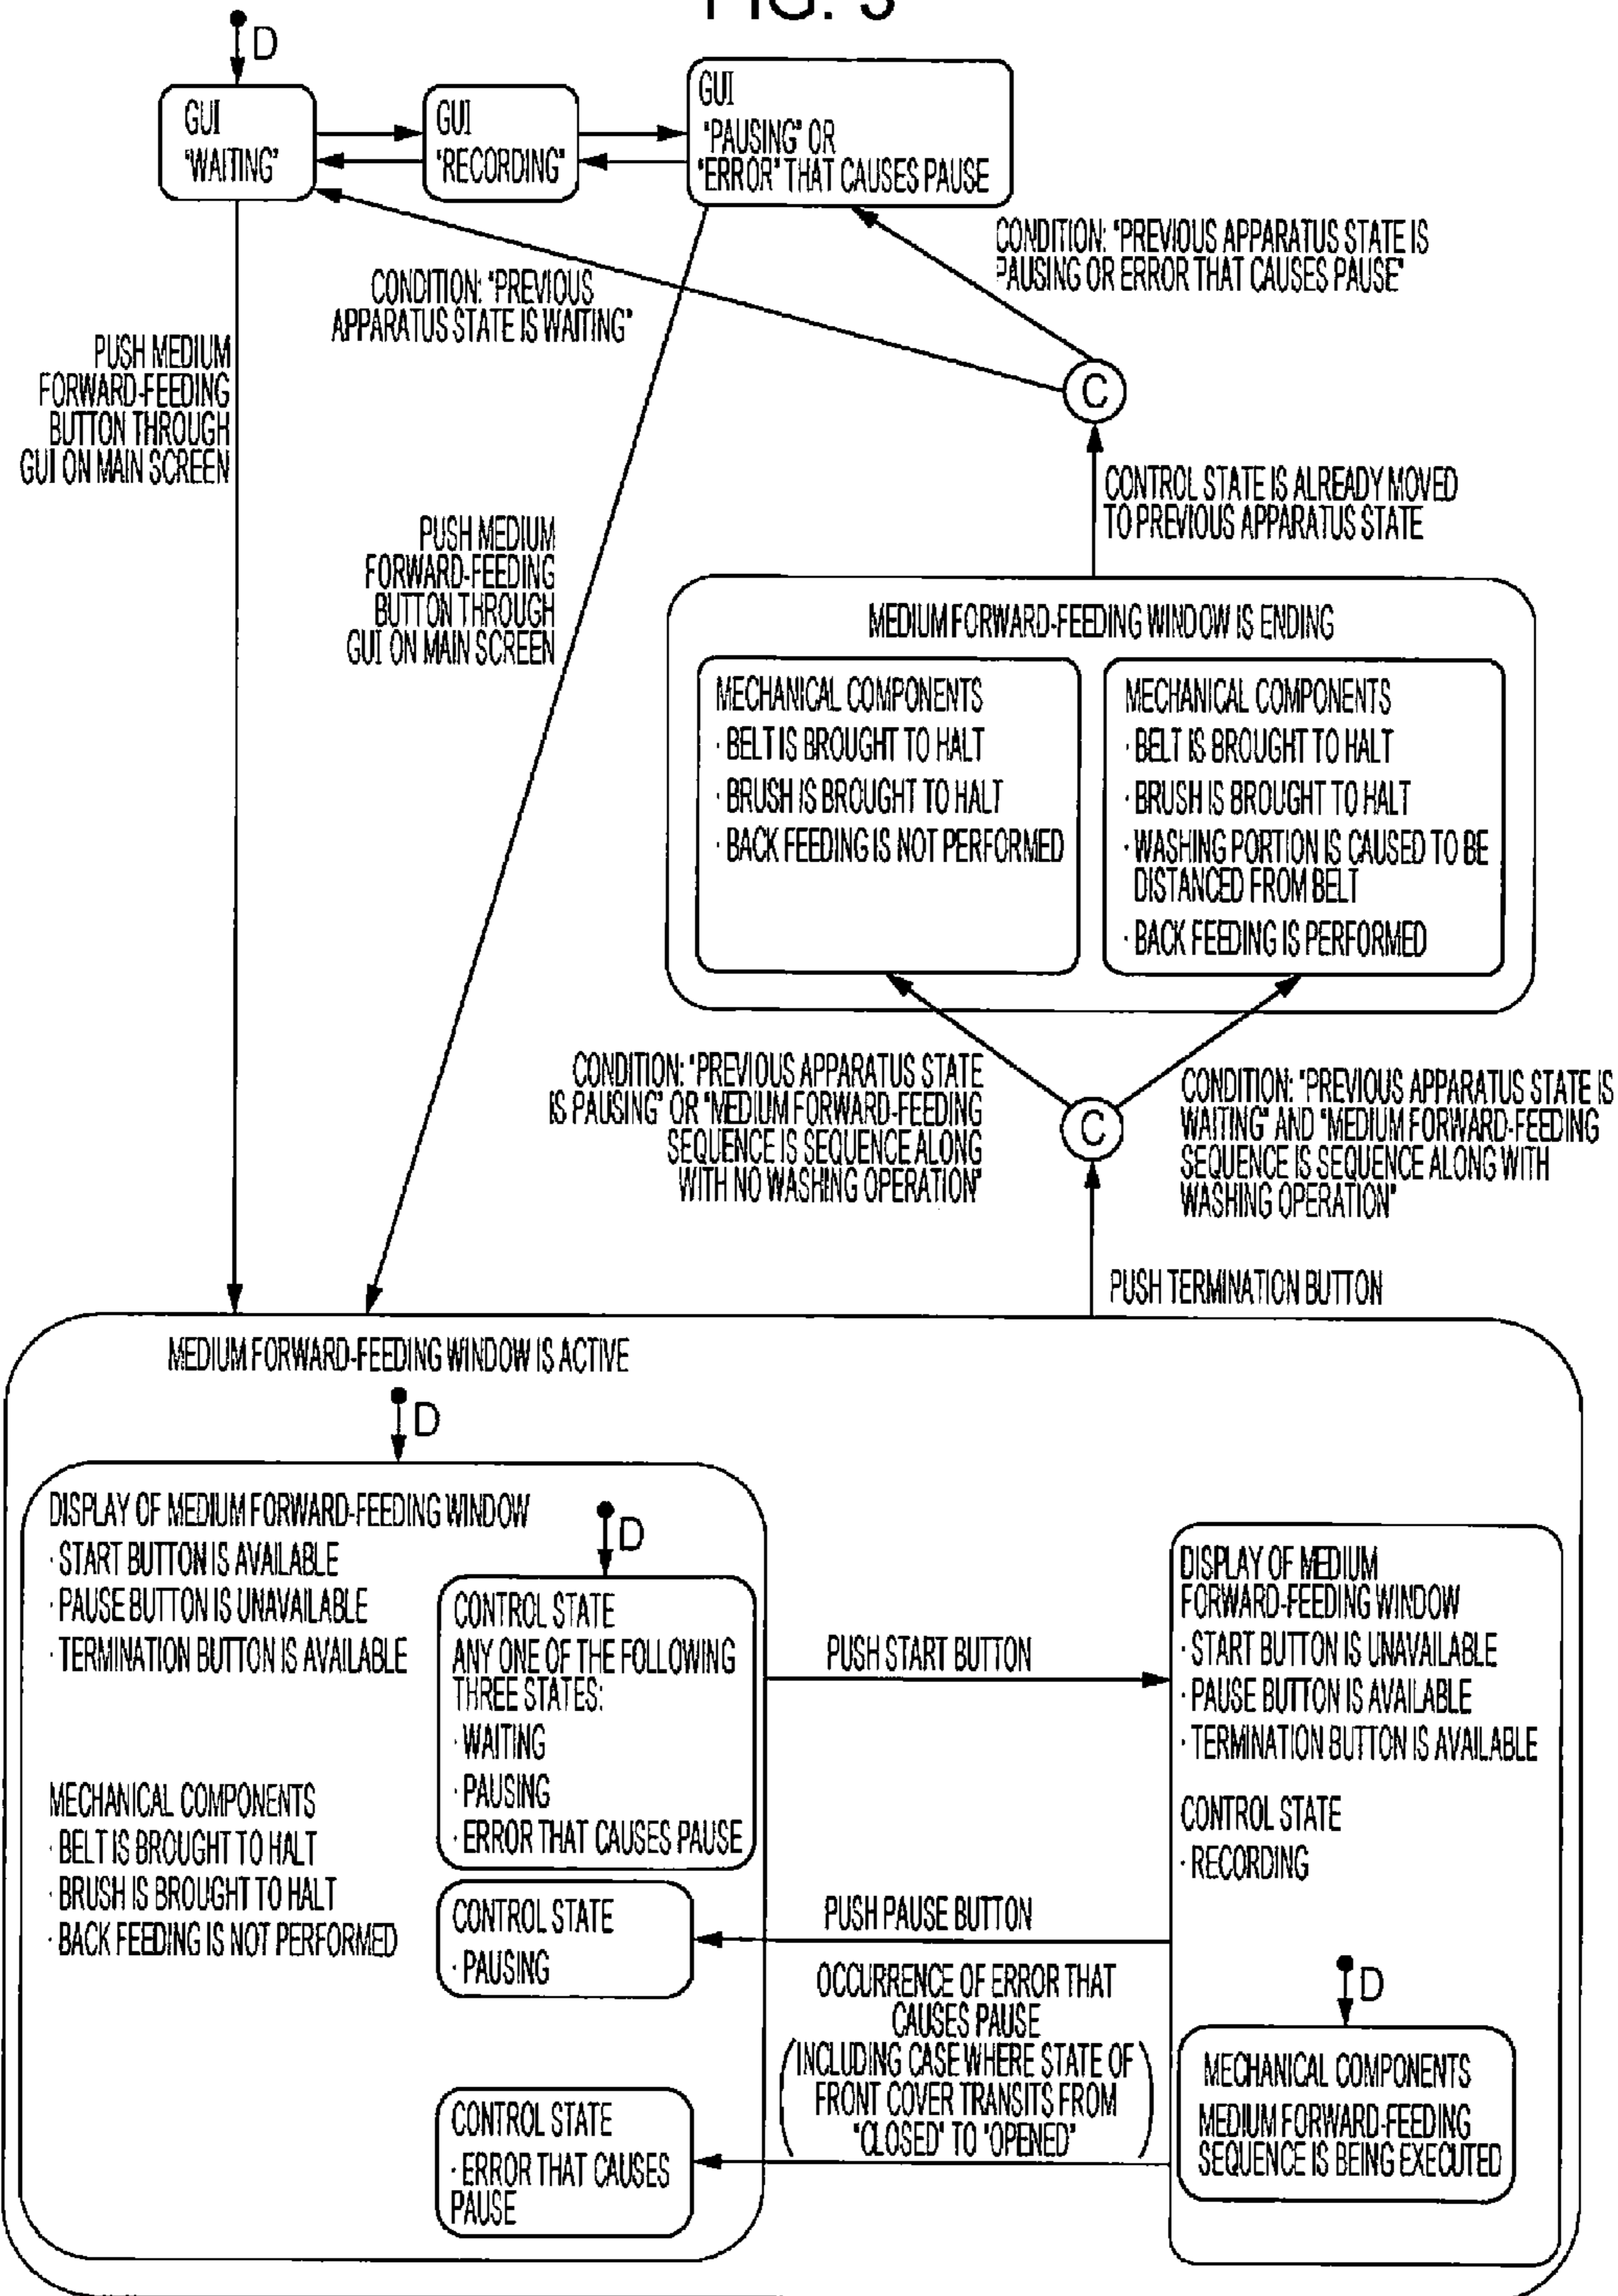 FIG. 3
D
GUI
"WAITING"
GUI
"RECORDING"
GUI
"PAUSING" OR
"ERROR" THAT CAUSES PAUSE
CONDITION: "PREVIOUS APPARATUS STATE IS
PAUSING OR ERROR THAT CAUSES PAUSE"
CONDITION: "PREVIOUS
APPARATUS STATE IS WAITING"
PUSH MEDIUM
FORWARD-FEEDING
BUTTON THROUGH
GUI ON MAIN SCREEN
C
CONTROL STATE IS ALREADY MOVED
TO PREVIOUS APPARATUS STATE
PUSH MEDIUM
FORWARD-FEEDING
BUTTON THROUGH
GUI ON MAIN SCREEN
MEDIUM FORWARD-FEEDING WINDOW IS ENDING
MECHANICAL COMPONENTS
· BELT IS BROUGHT TO HALT
· BRUSH IS BROUGHT TO HALT
· BACK FEEDING IS NOT PERFORMED
MECHANICAL COMPONENTS
· BELT IS BROUGHT TO HALT
· BRUSH IS BROUGHT TO HALT
· WASHING PORTION IS CAUSED TO BE
DISTANCED FROM BELT
· BACK FEEDING IS PERFORMED
CONDITION: "PREVIOUS APPARATUS STATE
IS PAUSING" OR "MEDIUM FORWARD-FEEDING
SEQUENCE IS SEQUENCE ALONG
WITH NO WASHING OPERATION"
C
CONDITION: "PREVIOUS APPARATUS STATE IS
WAITING" AND "MEDIUM FORWARD-FEEDING
SEQUENCE IS SEQUENCE ALONG WITH
WASHING OPERATION"
PUSH TERMINATION BUTTON
MEDIUM FORWARD-FEEDING WINDOW IS ACTIVE
D
DISPLAY OF MEDIUM FORWARD-FEEDING WINDOW
· START BUTTON IS AVAILABLE
· PAUSE BUTTON IS UNAVAILABLE
· TERMINATION BUTTON IS AVAILABLE
MECHANICAL COMPONENTS
· BELT IS BROUGHT TO HALT
· BRUSH IS BROUGHT TO HALT
· BACK FEEDING IS NOT PERFORMED
D
CONTROL STATE
ANY ONE OF THE FOLLOWING
THREE STATES:
· WAITING
· PAUSING
· ERROR THAT CAUSES PAUSE
CONTROL STATE
· PAUSING
CONTROL STATE
· ERROR THAT CAUSES
PAUSE
PUSH START BUTTON
PUSH PAUSE BUTTON
OCCURRENCE OF ERROR THAT
CAUSES PAUSE
(INCLUDING CASE WHERE STATE OF
FRONT COVER TRANSITS FROM
"CLOSED" TO "OPENED")
DISPLAY OF MEDIUM
FORWARD-FEEDING WINDOW
· START BUTTON IS UNAVAILABLE
· PAUSE BUTTON IS AVAILABLE
· TERMINATION BUTTON IS AVAILABLE
CONTROL STATE
· RECORDING
D
MECHANICAL COMPONENTS
MEDIUM FORWARD-FEEDING
SEQUENCE IS BEING EXECUTED